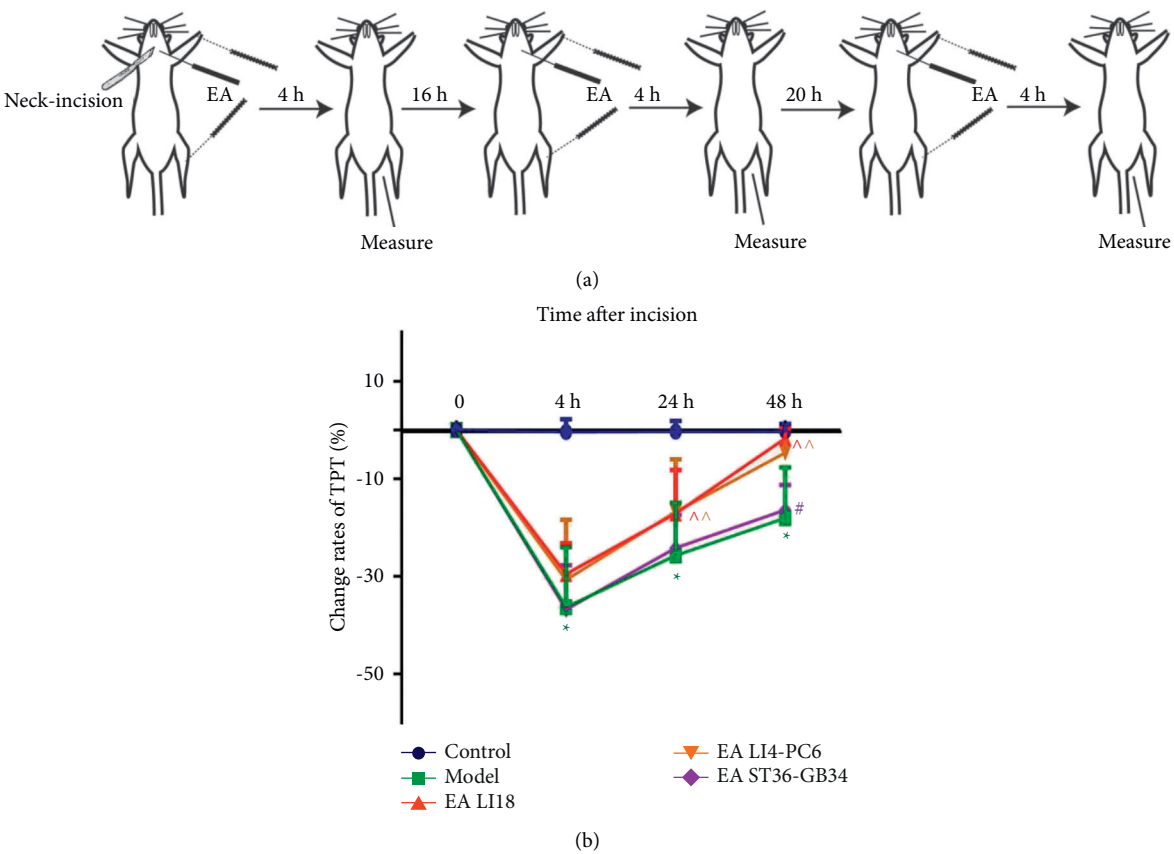 Neck-incision
EA
4 h
16 h
EA
4 h
20 h
EA
4 h
Measure
Measure
Measure
(a)
Time after incision
Change rates of TPT (%)
10
-10
-30
-50
0
4 h
24 h
48 h
^ ^
^ ^
#
*
*
*
Control
Model
EA LI18
EA LI4-PC6
EA ST36-GB34
(b)